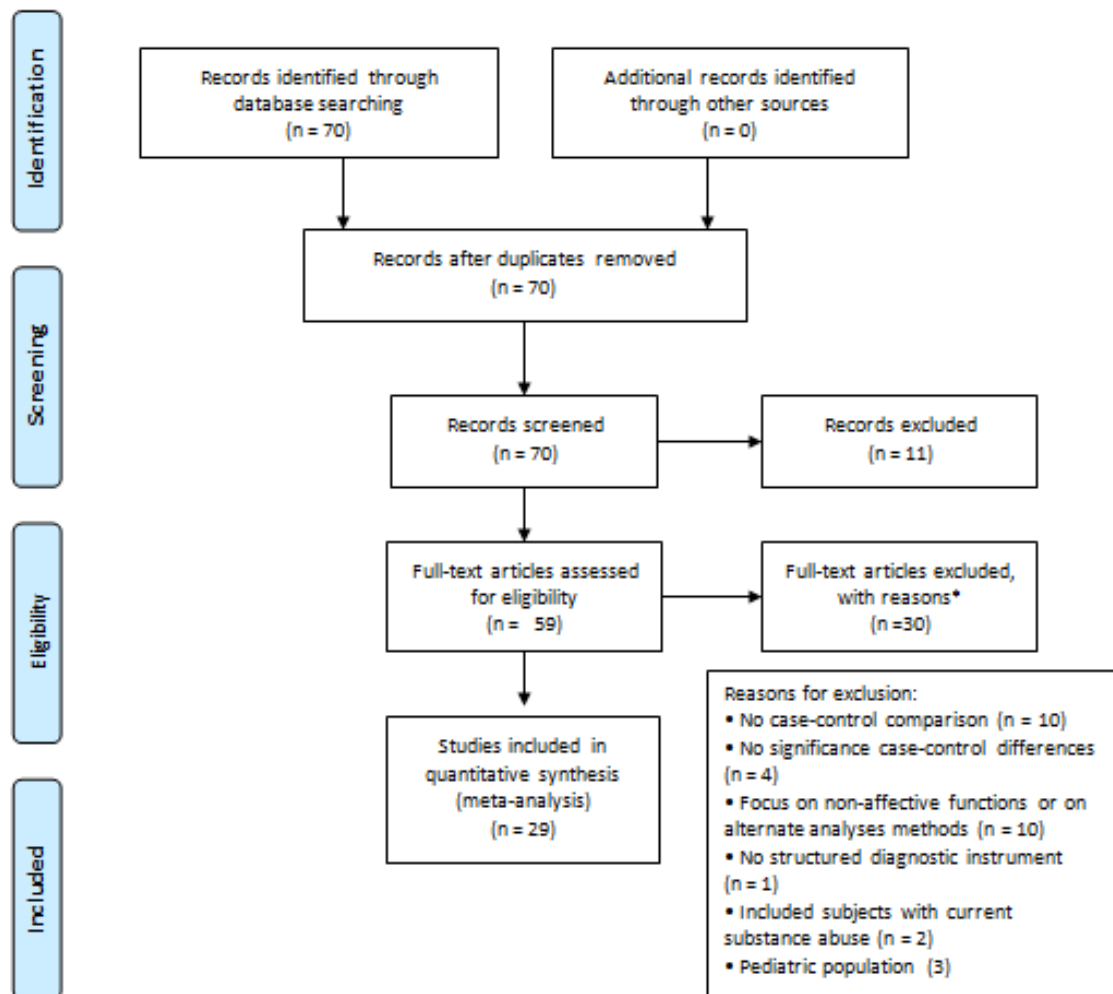 Identification
Records identified through
database searching
(n = 70)
Additional records identified
through other sources
(n = 0)
Records after duplicates removed
(n = 70)
Screening
Records screened
(n = 70)
Records excluded
(n = 11)
Eligibility
Full-text articles assessed
for eligibility
(n = 59)
Full-text articles excluded,
with reasons*
(n =30)
Studies included in
quantitative synthesis
(meta-analysis)
(n = 29)
Reasons for exclusion:
• No case-control comparison (n = 10)
• No significance case-control differences
(n = 4)
• Focus on non-affective functions or on
alternate analyses methods (n = 10)
• No structured diagnostic instrument
(n = 1)
• Included subjects with current
substance abuse (n = 2)
• Pediatric population (3)
Included